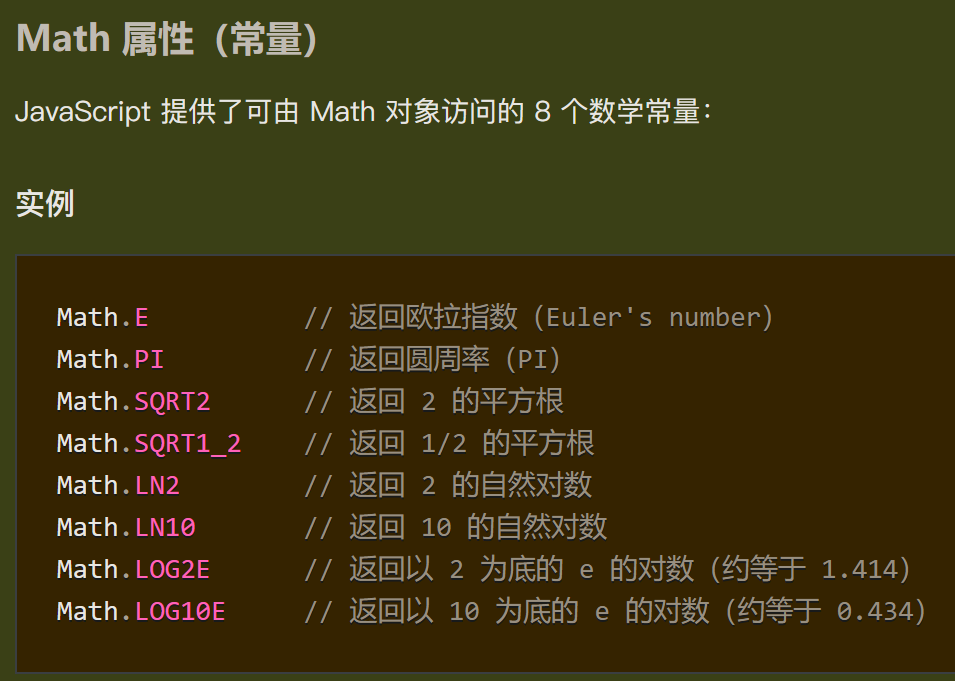 Math 属性（常量）
JavaScript 提供了可由 Math 对象访问的 8 个数学常量：
实例
Math.E // 返回欧拉指数（Euler's number）
Math.PI // 返回圆周率（PI）
Math.SQRT2 // 返回 2 的平方根
Math.SQRT1_2 // 返回 1/2 的平方根
Math.LN2 // 返回 2 的自然对数
Math.LN10 // 返回 10 的自然对数
Math.LOG2E // 返回以 2 为底的 e 的对数（约等于 1.414）
Math.LOG10E // 返回以 10 为底的 e 的对数（约等于 0.434）